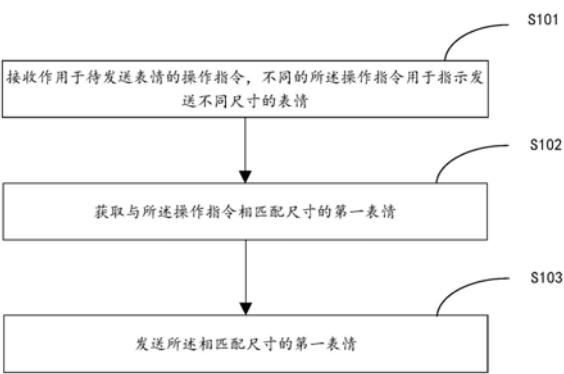 S101
接收作用于待发送表情的操作指令，不同的所述操作指令用于指示发
送不同尺寸的表情
S102
获取与所述操作指令相匹配尺寸的第一表情
S103
发送所述相匹配尺寸的第一表情